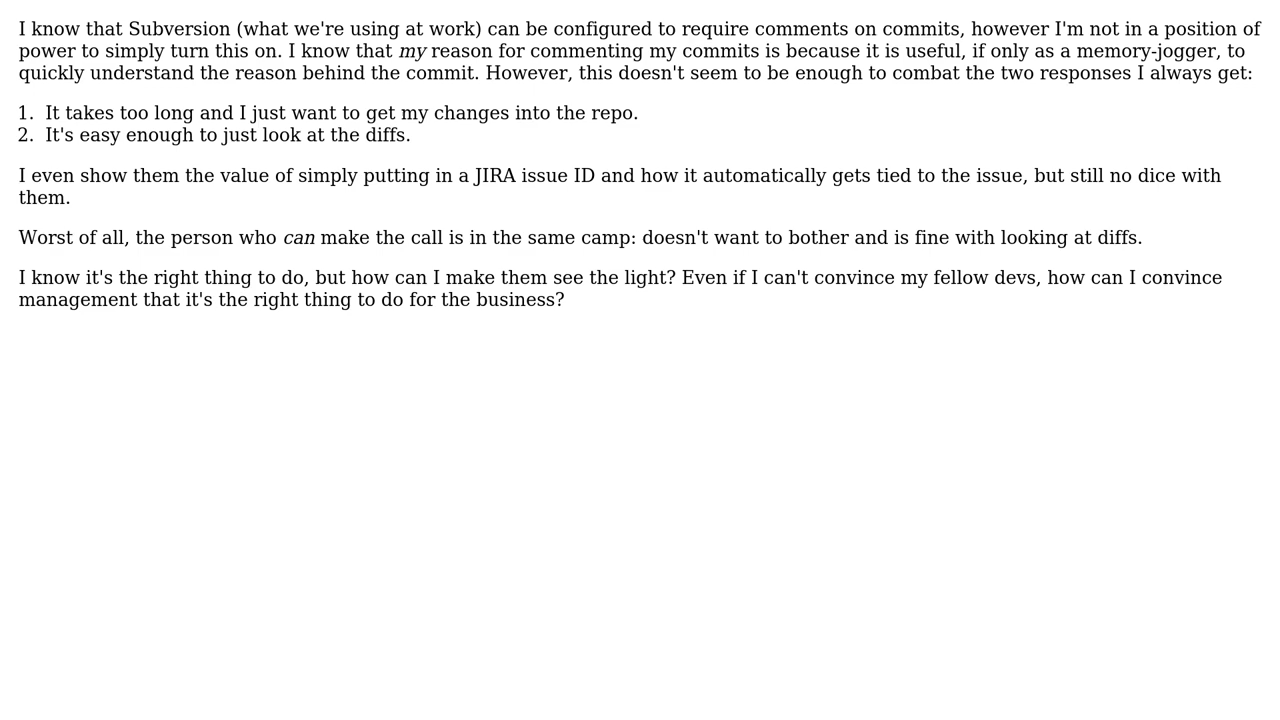 I know that Subversion (what we're using at work) can be configured to require comments on commits, however I'm not in a position of
power to simply turn this on. I know that my reason for commenting my commits is because it is useful, if only as a memory-jogger, to
quickly understand the reason behind the commit. However, this doesn't seem to be enough to combat the two responses I always get:
1. It takes too long and I just want to get my changes into the repo.
2. It's easy enough to just look at the diffs.
I even show them the value of simply putting in a JIRA issue ID and how it automatically gets tied to the issue, but still no dice with
them.
Worst of all, the person who can make the call is in the same camp: doesn't want to bother and is fine with looking at diffs.
I know it's the right thing to do, but how can I make them see the light? Even if I can't convince my fellow devs, how can I convince
management that it's the right thing to do for the business?